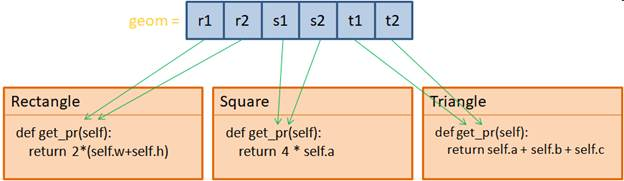 geom = r1 r2 s1 s2 t1 t2
Rectangle
def get_pr(self):
return 2*(self.w+self.h)
Square
def get_pr(self):
return 4 * self.a
Triangle
def get_pr(self):
return self.a + self.b + self.c